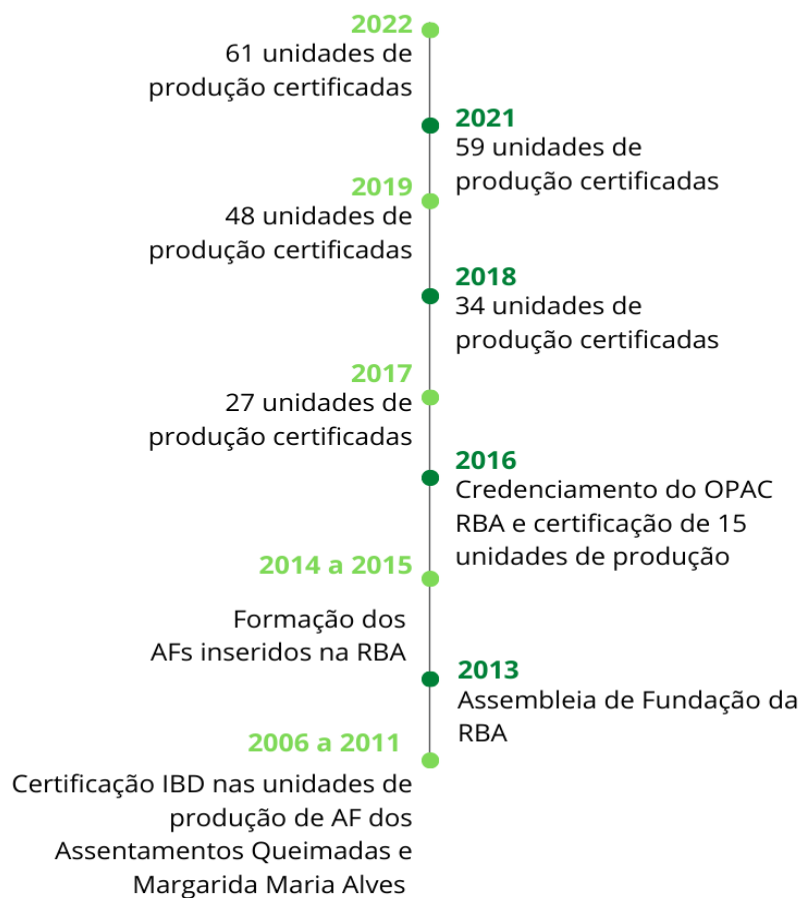 2022
61 unidades de
produção certificadas
2021
59 unidades de
produção certificadas
2019
48 unidades de
produção certificadas
2018
34 unidades de
produção certificadas
2017
27 unidades de
produção certificadas
2016
Credenciamento do OPAC
RBA e certificação de 15
unidades de produção
2014 a 2015
Formação dos
AFs inseridos na RBA
2013
Assembleia de Fundação da
RBA
2006 a 2011
Certificação IBD nas unidades de
produção de AF dos
Assentamentos Queimadas e
Margarida Maria Alves